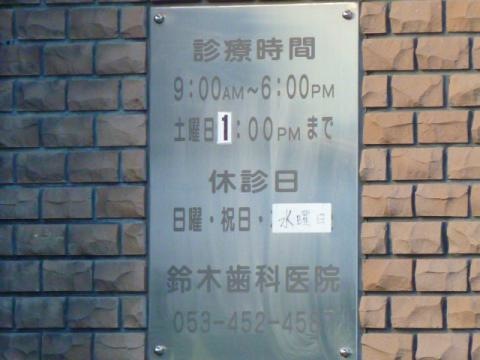 診療時間
9:00AM～6:00PM
土曜日1:00PMまで
休診日
日曜・祝日・水曜日
鈴木歯科医院
053-452-458